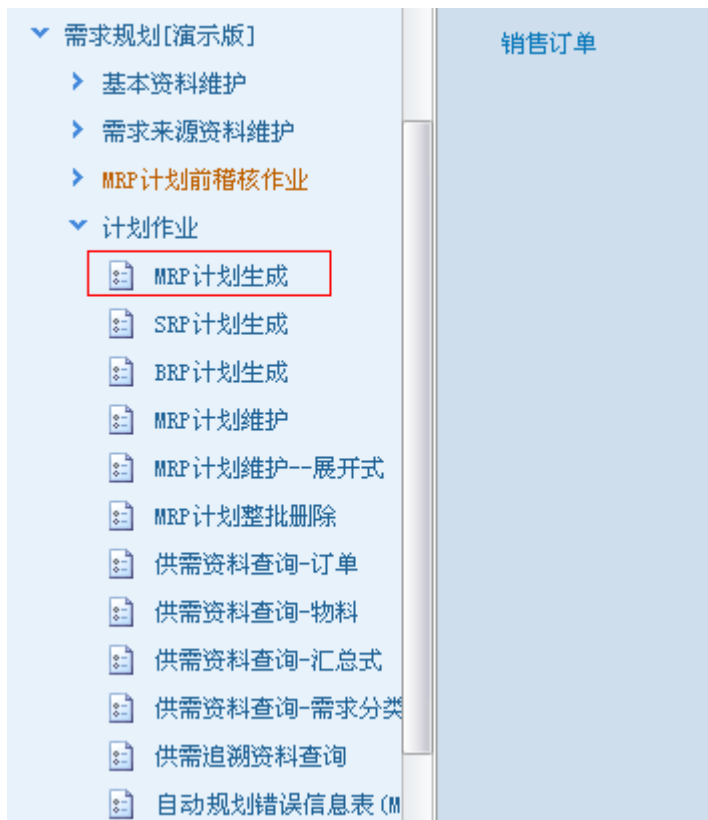 需求规划[演示版]
销售订单
基本资料维护
需求来源资料维护
MRP计划前稽核作业
计划作业
MRP计划生成
SRP计划生成
BRP计划生成
MRP计划维护
MRP计划维护--展开式
MRP计划整批删除
供需资料查询-订单
供需资料查询-物料
供需资料查询-汇总式
供需资料查询-需求分类
供需追溯资料查询
自动规划错误信息表(M